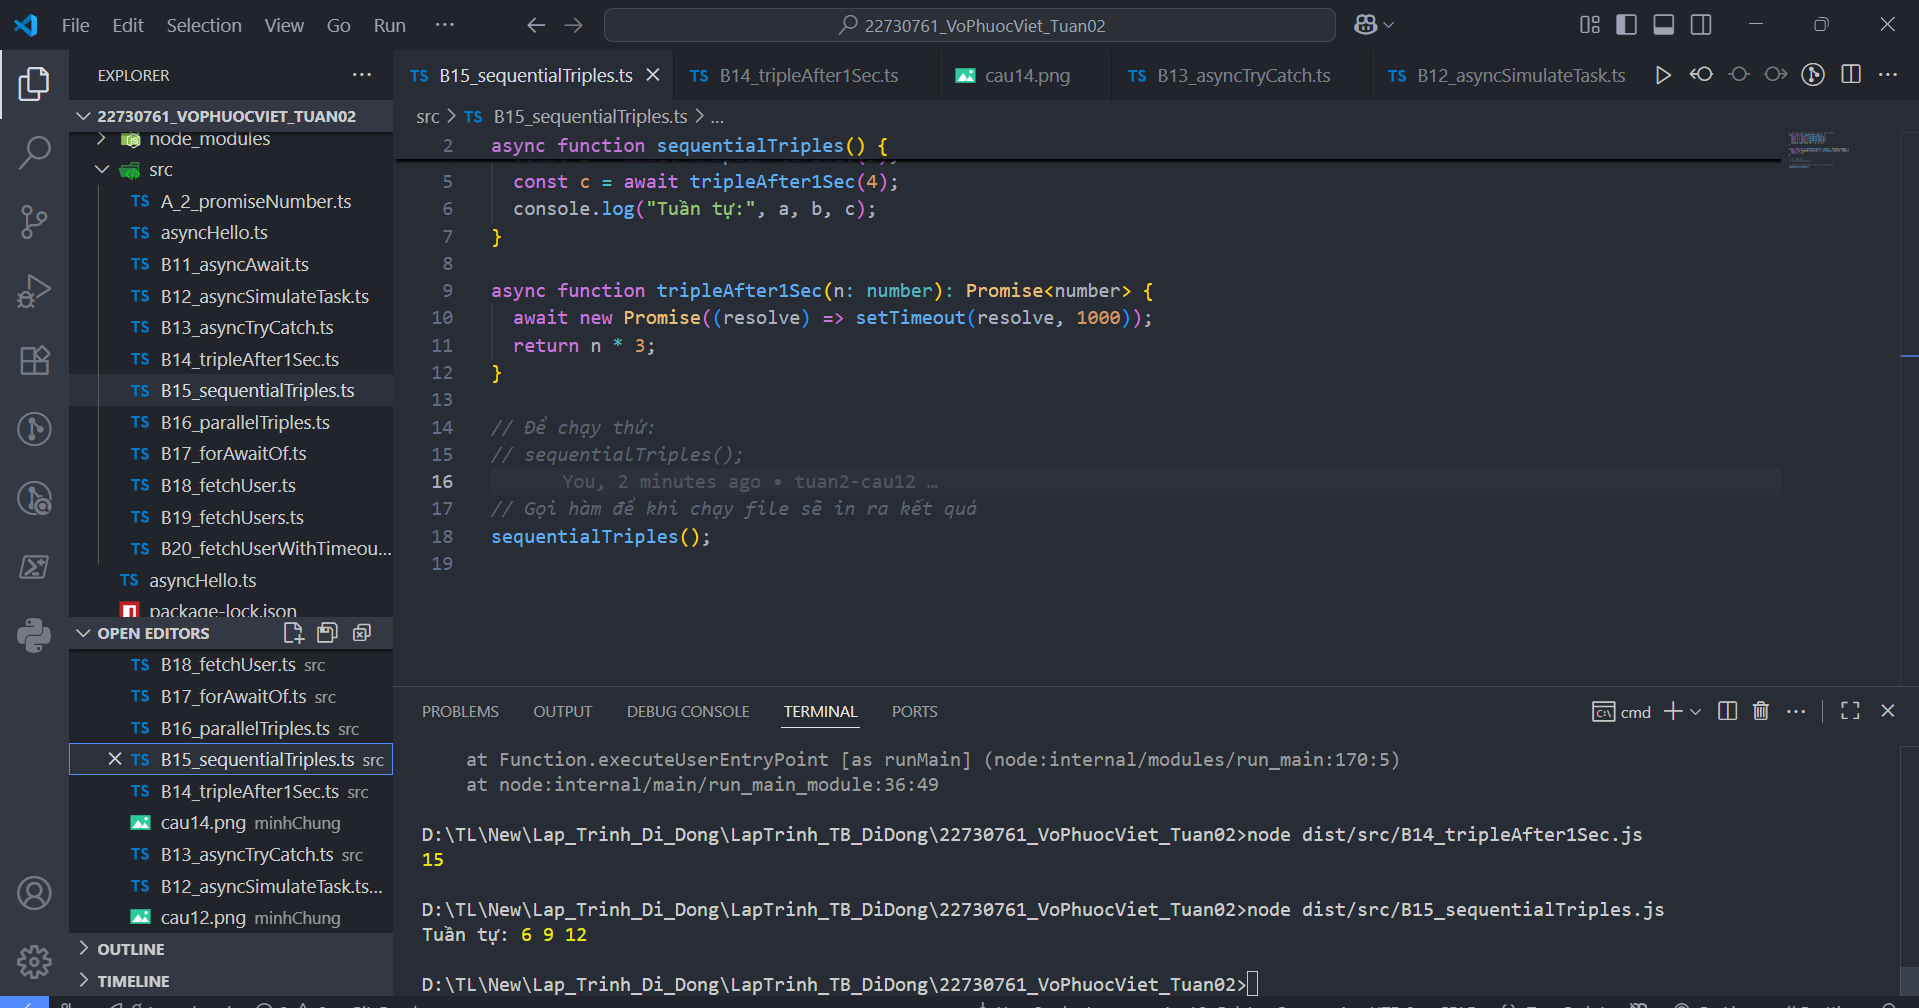 File Edit Selection View Go Run ···
22730761_VoPhuocViet_Tuan02
EXPLORER ···
22730761_VOPHUOCVIET_TUAN02
node_modules
src
TS A_2_promiseNumber.ts
TS asyncHello.ts
TS B11_asyncAwait.ts
TS B12_asyncSimulateTask.ts
TS B13_asyncTryCatch.ts
TS B14_tripleAfter1Sec.ts
TS B15_sequentialTriples.ts
TS B16_parallelTriples.ts
TS B17_forAwaitOf.ts
TS B18_fetchUser.ts
TS B19_fetchUsers.ts
TS B20_fetchUserWithTimeou...
TS asyncHello.ts
package-lock.json
OPEN EDITORS
TS B18_fetchUser.ts src
TS B17_forAwaitOf.ts src
TS B16_parallelTriples.ts src
TS B15_sequentialTriples.ts src
TS B14_tripleAfter1Sec.ts src
cau14.png minhChung
TS B13_asyncTryCatch.ts src
TS B12_asyncSimulateTask.ts...
cau12.png minhChung
OUTLINE
TIMELINE
TS B15_sequentialTriples.ts TS B14_tripleAfter1Sec.ts cau14.png TS B13_asyncTryCatch.ts TS B12_asyncSimulateTask.ts
src > TS B15_sequentialTriples.ts > ...
2 async function sequentialTriples() {
5 const c = await tripleAfter1Sec(4);
6 console.log("Tuần tự:", a, b, c);
7 }
8
9 async function tripleAfter1Sec(n: number): Promise<number> {
10 await new Promise((resolve) => setTimeout(resolve, 1000));
11 return n * 3;
12 }
13
14 // Để chạy thử:
15 // sequentialTriples();
16 You, 2 minutes ago • tuan2-cau12 …
17 // Gọi hàm để khi chạy file sẽ in ra kết quả
18 sequentialTriples();
19
PROBLEMS OUTPUT DEBUG CONSOLE TERMINAL PORTS
cmd
at Function.executeUserEntryPoint [as runMain] (node:internal/modules/run_main:170:5)
at node:internal/main/run_main_module:36:49
D:\TL\New\Lap_Trinh_Di_Dong\LapTrinh_TB_DiDong\22730761_VoPhuocViet_Tuan02>node dist/src/B14_tripleAfter1Sec.js
15
D:\TL\New\Lap_Trinh_Di_Dong\LapTrinh_TB_DiDong\22730761_VoPhuocViet_Tuan02>node dist/src/B15_sequentialTriples.js
Tuần tự: 6 9 12
D:\TL\New\Lap_Trinh_Di_Dong\LapTrinh_TB_DiDong\22730761_VoPhuocViet_Tuan02>